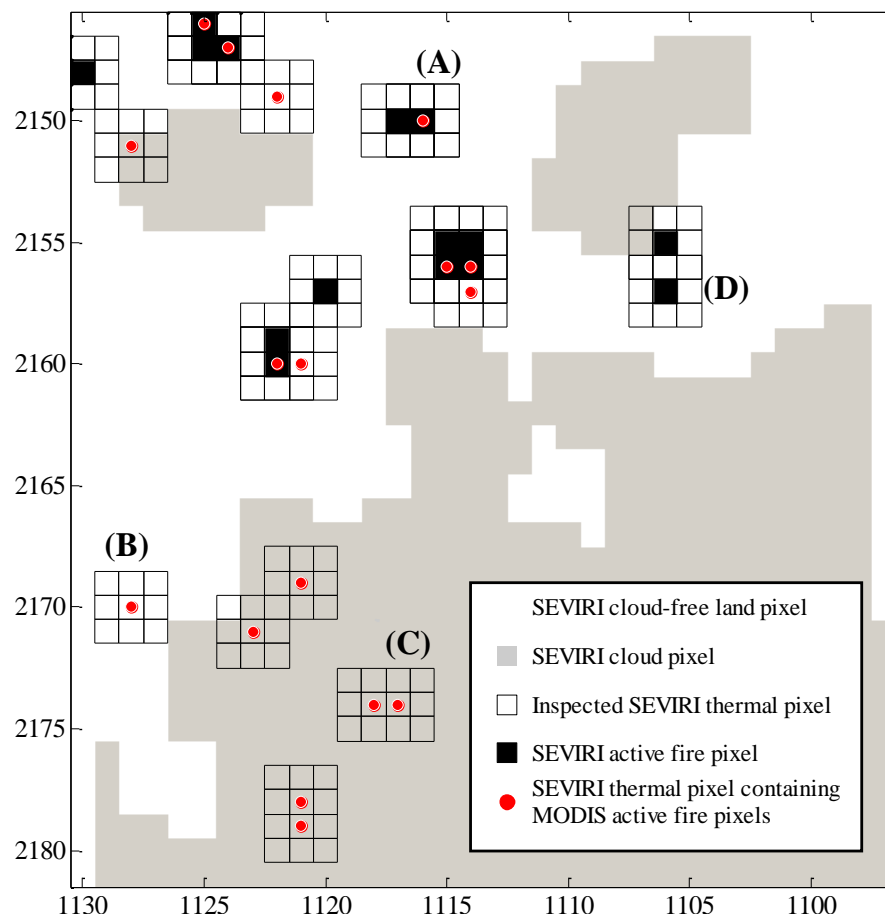 (A)
2150
2155
(D)
2160
2165
(B)
2170
(C)
2175
2180
SEVIRI cloud-free land pixel
SEVIRI cloud pixel
Inspected SEVIRI thermal pixel
SEVIRI active fire pixel
SEVIRI thermal pixel containing
MODIS active fire pixels
1130 1125 1120 1115 1110 1105 1100